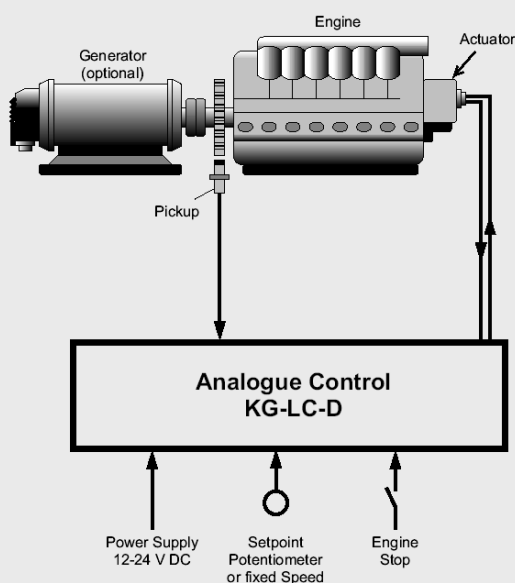 Engine
Actuator
Generator
(optional)
Pickup
Analogue Control
KG-LC-D
Power Supply
12-24 V DC
Setpoint
Potentiometer
or fixed Speed
Engine
Stop